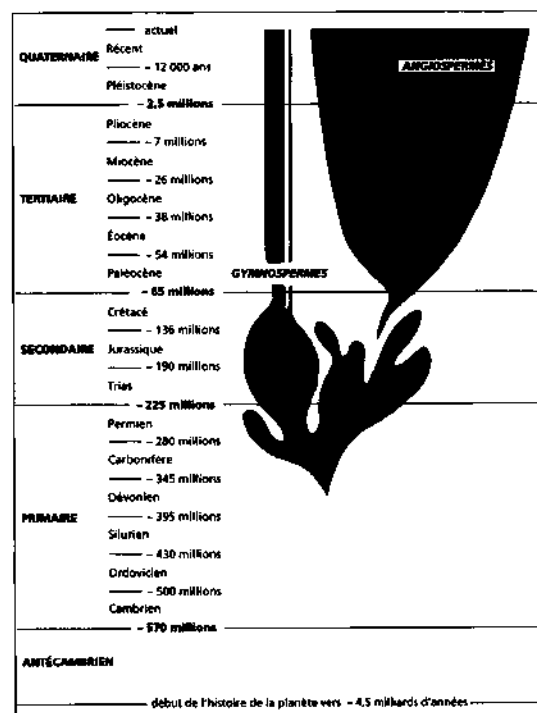 actuel
QUATERNAIRE
Récent
– 12 000 ans
Pléistocène
– 2,5 millions
Pliocène
– 7 millions
Miocène
– 26 millions
TERTIAIRE
Oligocène
– 38 millions
Éocène
– 54 millions
Paléocène
– 65 millions
Crétacé
– 136 millions
SECONDAIRE
Jurassique
– 190 millions
Trias
– 225 millions
Permien
– 280 millions
Carbonifère
– 345 millions
Dévonien
PRIMAIRE
– 395 millions
Silurien
– 430 millions
Ordovicien
– 500 millions
Cambrien
– 570 millions
ANTÉCAMBRIEN
début de l'histoire de la planète vers – 4,5 milliards d'années
ANGIOSPERMES
GYMNOSPERMES